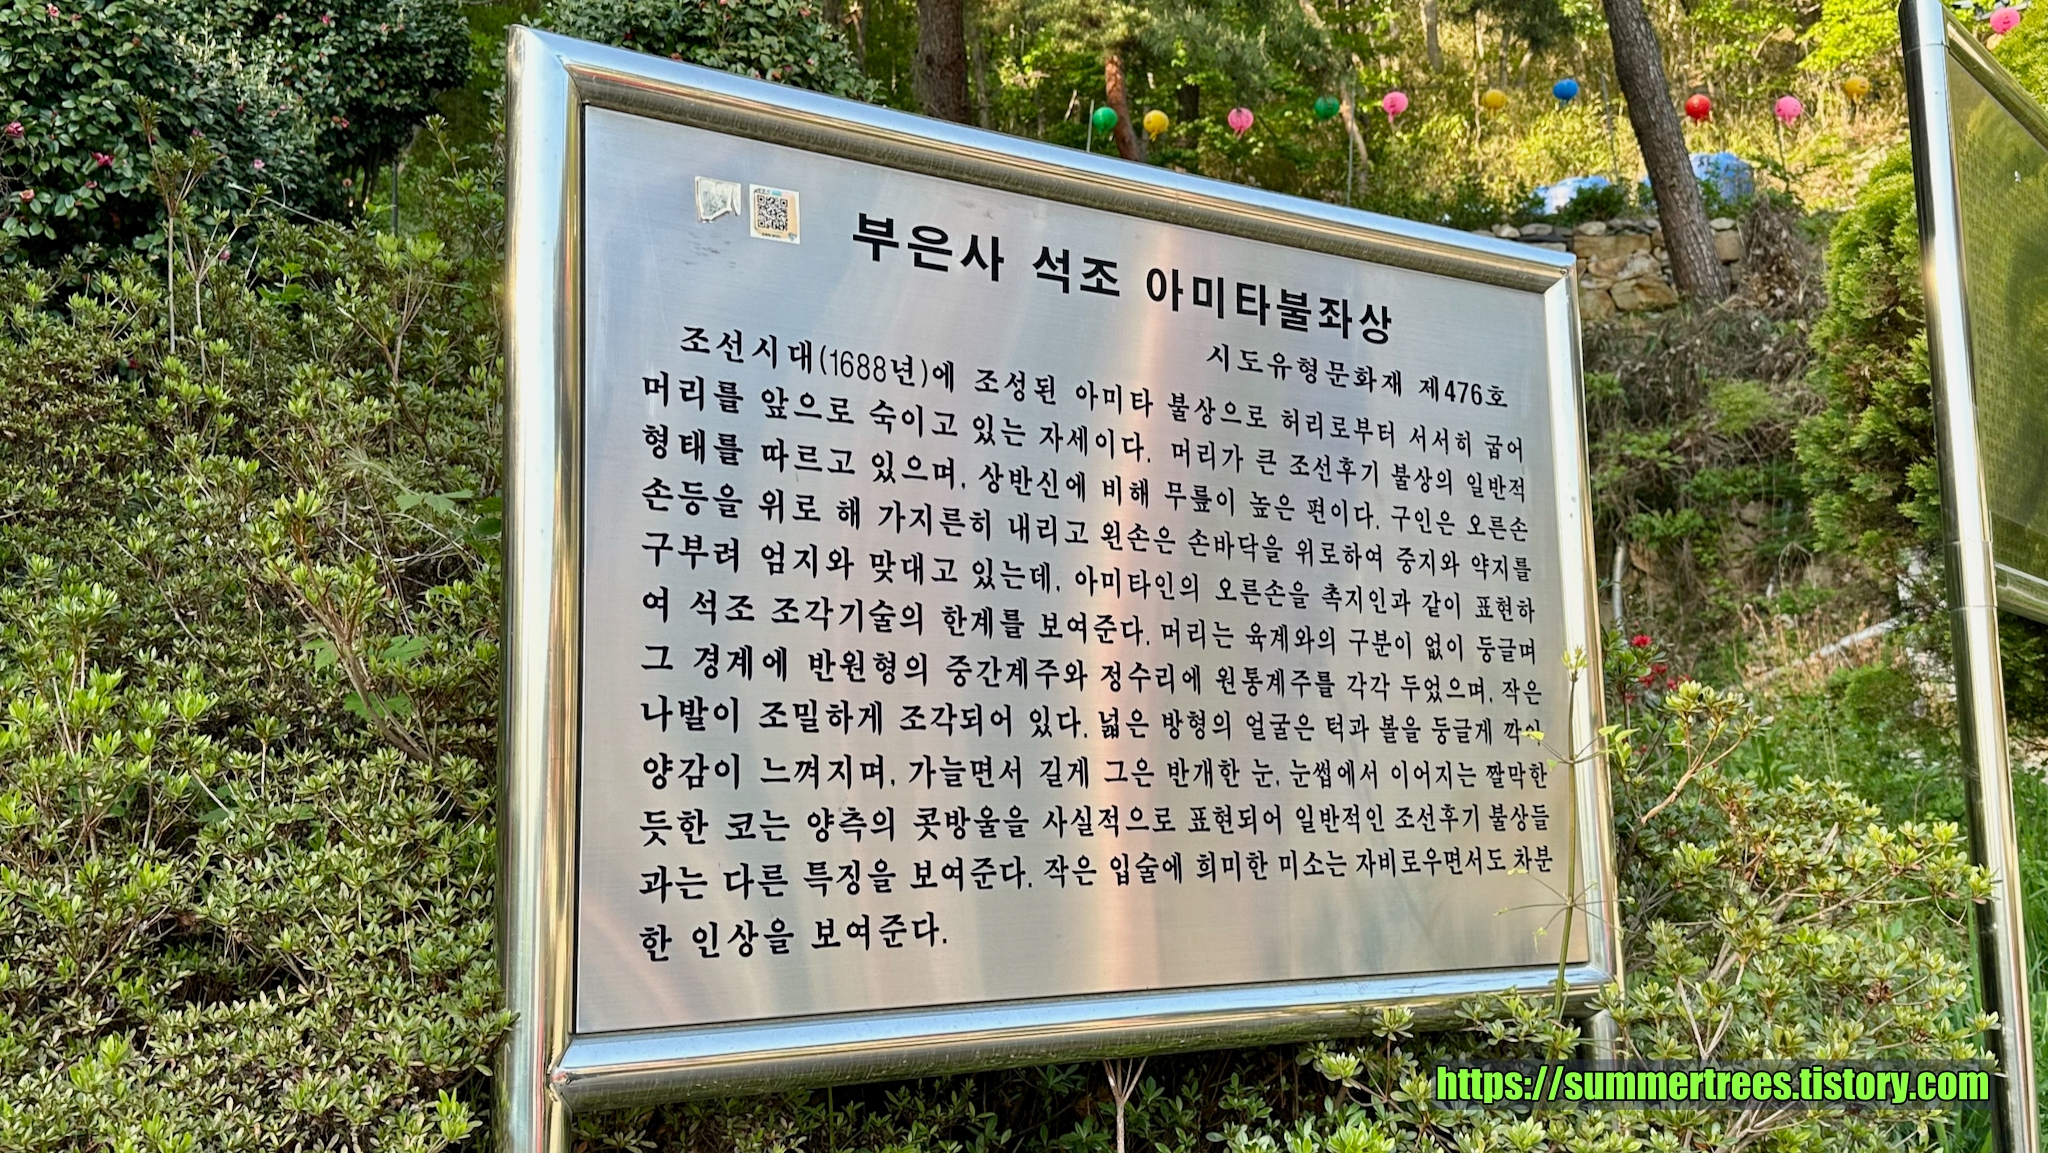 부은사 석조 아미타불좌상
시도유형문화재 제476호
조선시대(1688년)에 조성된 아미타 불상으로 허리로부터 서서히 굽어
머리를 앞으로 숙이고 있는 자세이다. 머리가 큰 조선후기 불상의 일반적
형태를 따르고 있으며, 상반신에 비해 무릎이 높은 편이다. 구인은 오른손
손등을 위로 해 가지른히 내리고 왼손은 손바닥을 위로하여 중지와 약지를
구부려 엄지와 맞대고 있는데, 아미타인의 오른손을 촉지인과 같이 표현하
여 석조 조각기술의 한계를 보여준다. 머리는 육계와의 구분이 없이 둥글며
그 경계에 반원형의 중간계주와 정수리에 원통계주를 각각 두었으며, 작은
나발이 조밀하게 조각되어 있다. 넓은 방형의 얼굴은 턱과 볼을 둥글게
양감이 느껴지며, 가늘면서 길게 그은 반개한 눈, 눈썹에서 이어지는 짤막한
듯한 코는 양측의 콧방울을 사실적으로 표현되어 일반적인 조선후기 불상들
과는 다른 특징을 보여준다. 작은 입술에 희미한 미소는 자비로우면서도 차분
한 인상을 보여준다.
https://summertrees.tistory.com